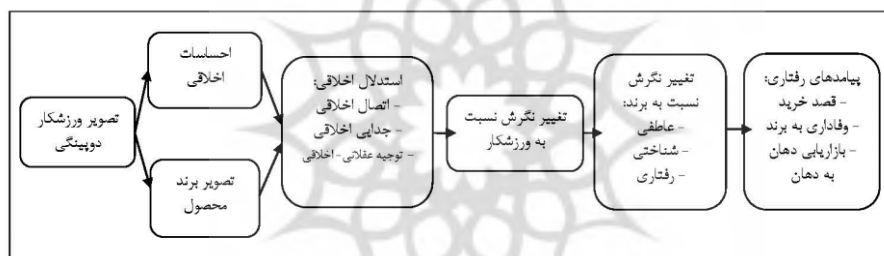 تصویر ورزشکار
دوپینگی
احساسات
اخلاقی
تصویر برند
محصول
استدلال اخلاقی:
- اتصال اخلاقی
- جدایی اخلاقی
- توجیه عقلانی- اخلاقی
تغییر نگرش نسبت
به ورزشکار
تغییر نگرش
نسبت به برند:
- عاطفی
- شناختی
- رفتاری
پیامدهای رفتاری:
- قصد خرید
- وفاداری به برند
- بازاریابی دهان
به دهان